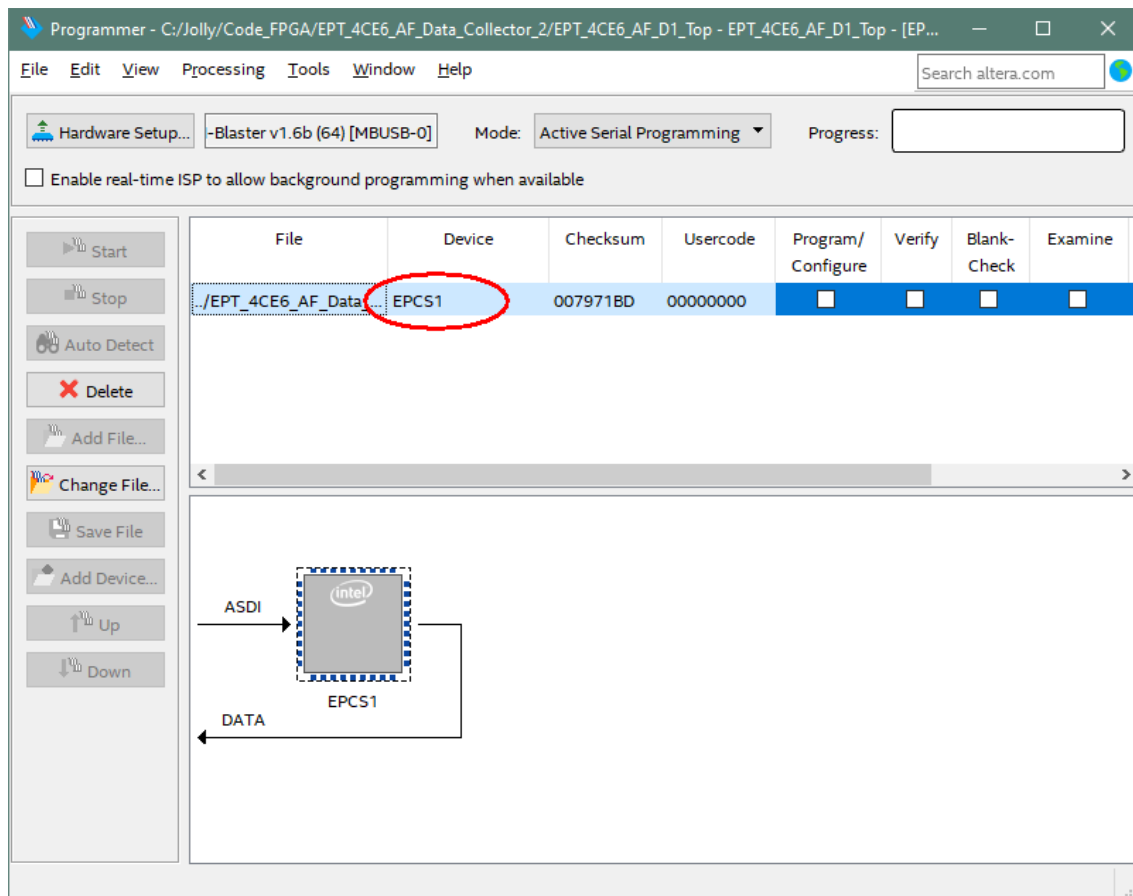 Programmer - C:/Jolly/Code_FPGA/EPT_4CE6_AF_Data_Collector_2/EPT_4CE6_AF_D1_Top - EPT_4CE6_AF_D1_Top - [EP...
File Edit View Processing Tools Window Help
Search altera.com
Hardware Setup... -Blaster v1.6b (64) [MBUSB-0] Mode: Active Serial Programming Progress:
Enable real-time ISP to allow background programming when available
Start
Stop
Auto Detect
Delete
Add File...
Change File...
Save File
Add Device...
Up
Down
File Device Checksum Usercode Program/ Verify Blank- Examine
Configure Check
../EPT_4CE6_AF_Data_... EPCS1 007971BD 00000000
ASDI
intel
EPCS1
DATA